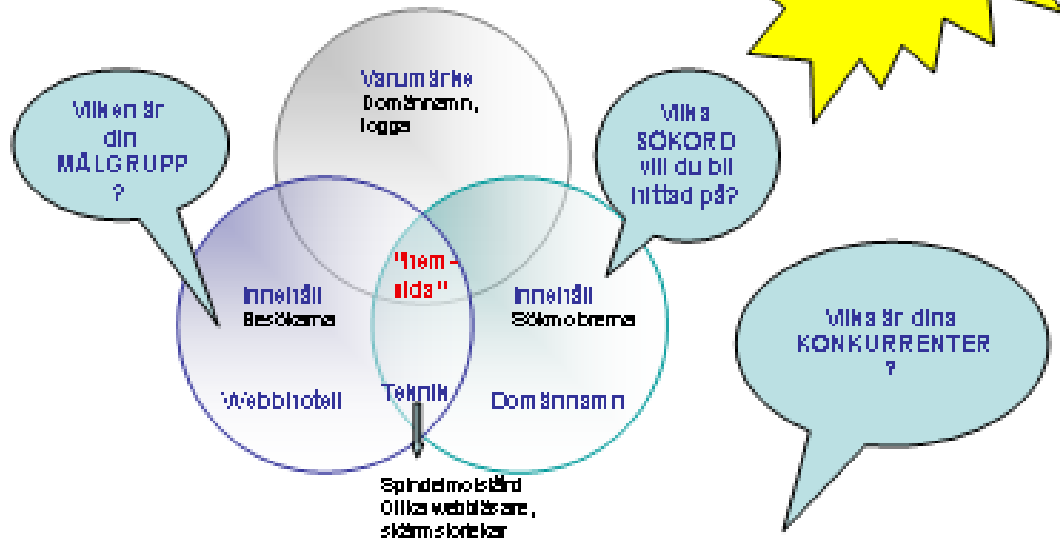 Varumärke
Domännamn,
logga
Vilken är
din
MÅLGRUPP
?
Vilka
SÖKORD
vill du bli
hittad på?
"hem-
sida"
Innehåll
Besökarna
Innehåll
Sökmotorerna
Vilka är dina
KONKURRENTER
?
Webbhotell
Teknik
Domännamn
Spindelmotstånd
Olika webbläsare,
skärmstorlekar